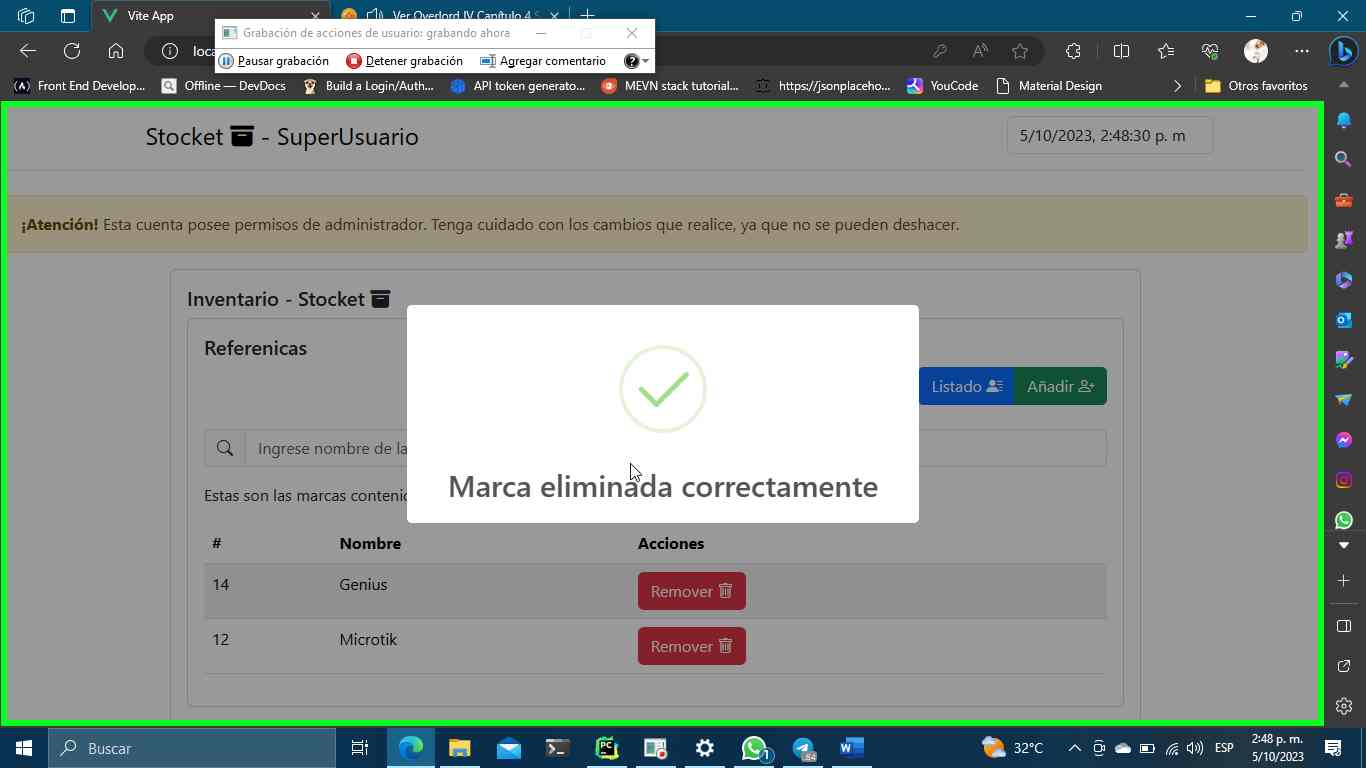 Vite App
Ver Overlord IV Capítulo 4 S
Grabación de acciones de usuario: grabando ahora
loca
Pausar grabación
Detener grabación
Agregar comentario
Front End Develop...
Offline — DevDocs
Build a Login/Auth...
API token generato...
MEVN stack tutorial...
https://jsonplaceho...
YouCode
Material Design
Otros favoritos
Stocket - SuperUsuario
5/10/2023, 2:48:30 p. m
¡Atención! Esta cuenta posee permisos de administrador. Tenga cuidado con los cambios que realice, ya que no se pueden deshacer.
Inventario - Stocket
Referenicas
Listado
Añadir
Ingrese nombre de la
Estas son las marcas contenid
Marca eliminada correctamente
# Nombre Acciones
14 Genius Remover
12 Microtik Remover
Buscar
PC
1
64
32°C
ESP
2:48 p. m.
5/10/2023